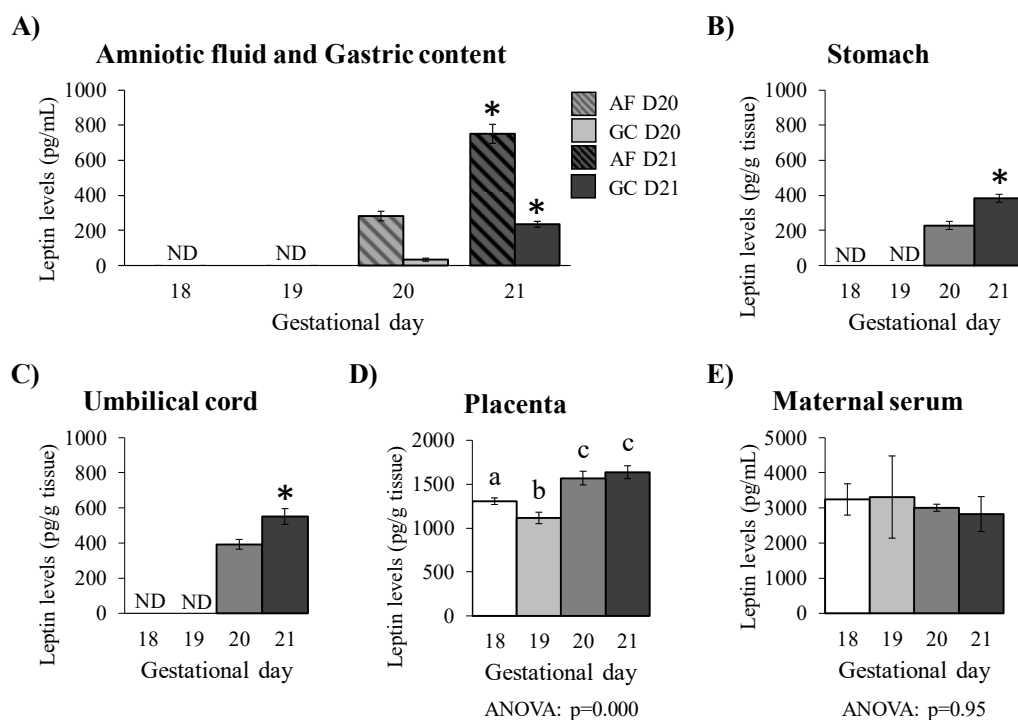 A)
Amniotic fluid and Gastric content
Leptin levels (pg/mL)
1000
800
600
400
200
0
ND
ND
*
*
18
19
20
21
Gestational day
AF D20
GC D20
AF D21
GC D21
B)
Stomach
Leptin levels (pg/g tissue)
1000
800
600
400
200
0
ND
ND
*
18
19
20
21
Gestational day
C)
Umbilical cord
Leptin levels (pg/g tissue)
1000
800
600
400
200
0
ND
ND
*
18
19
20
21
Gestational day
D)
Placenta
Leptin levels (pg/g tissue)
2000
1500
1000
500
0
a
b
c
c
18
19
20
21
Gestational day
ANOVA: p=0.000
E)
Maternal serum
Leptin levels (pg/mL)
5000
4000
3000
2000
1000
0
18
19
20
21
Gestational day
ANOVA: p=0.95